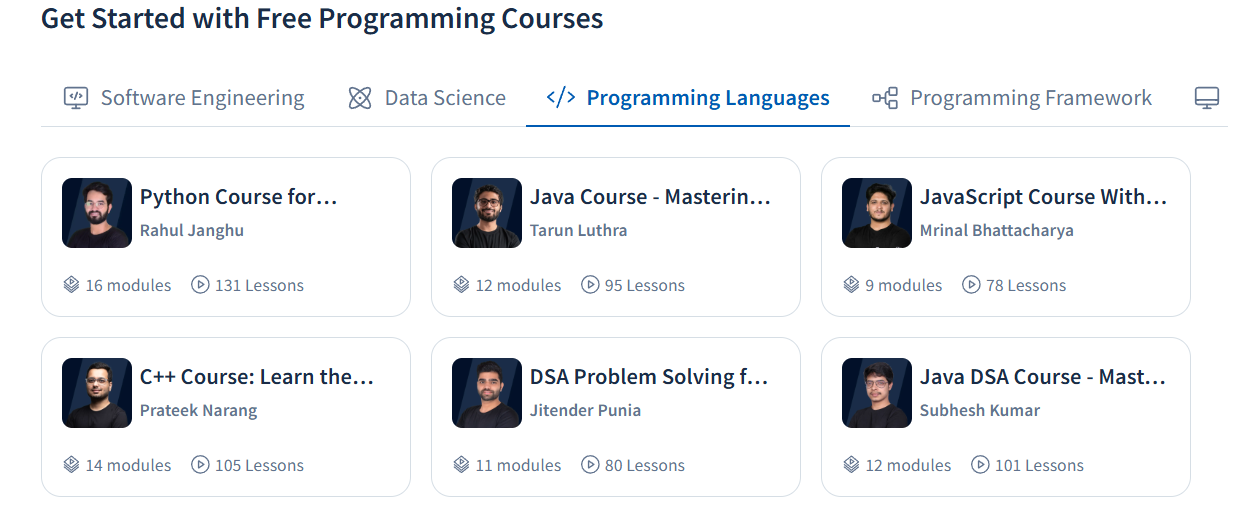 Get Started with Free Programming Courses
Software Engineering
Data Science
</> Programming Languages
Programming Framework
Python Course for...
Rahul Janghu
16 modules
131 Lessons
Java Course - Masterin...
Tarun Luthra
12 modules
95 Lessons
JavaScript Course With...
Mrinal Bhattacharya
9 modules
78 Lessons
C++ Course: Learn the...
Prateek Narang
14 modules
105 Lessons
DSA Problem Solving f...
Jitender Punia
11 modules
80 Lessons
Java DSA Course - Mast...
Subhesh Kumar
12 modules
101 Lessons